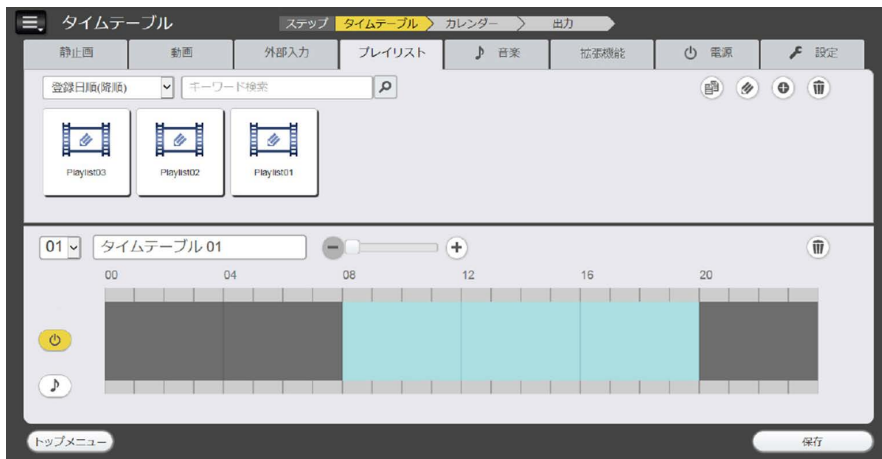 タイムテーブル ステップ タイムテーブル カレンダー 出力
静止画 動画 外部入力 プレイリスト 音楽 拡張機能 電源 設定
登録日順(降順) キーワード検索
Playlist03 Playlist02 Playlist01
01 タイムテーブル 01
00 04 08 12 16 20
トップメニュー 保存